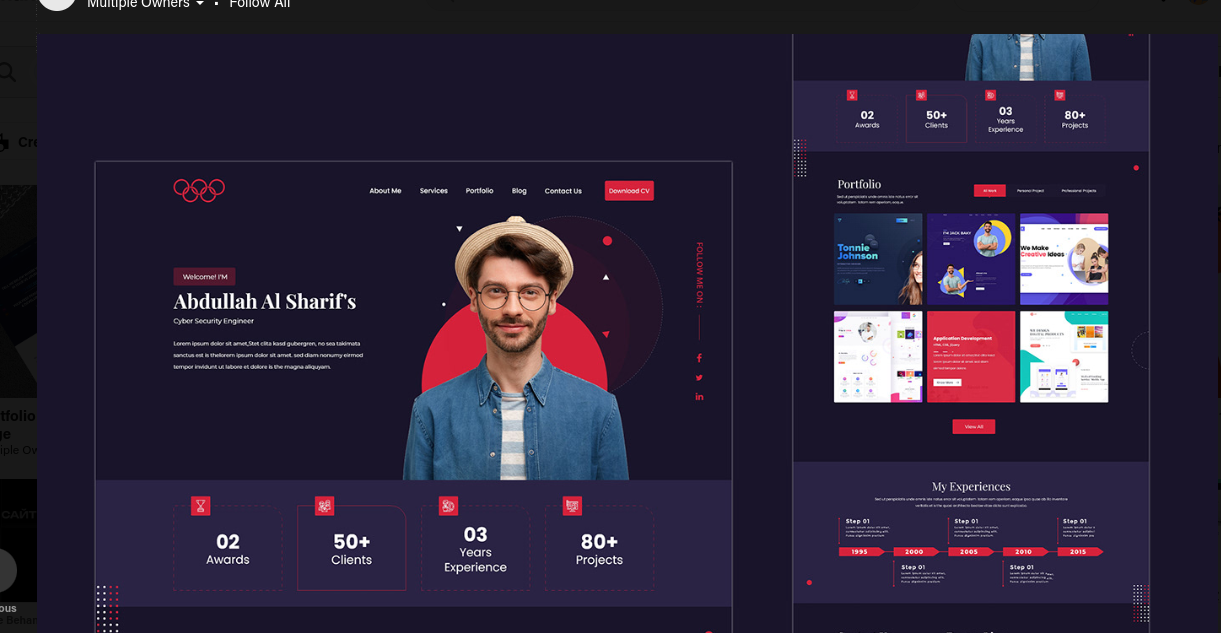 Multiple Owners
Follow All
About Me
Services
Portfolio
Blog
Contact Us
Download CV
Welcome! I'M
Abdullah Al Sharif's
Cyber Security Engineer
Lorem ipsum dolor sit amet,Stet clita kasd gubergren, no sea takimata
sanctus est is thelorem ipsum dolor sit amet, sed diam nonumy eirmod
tempor invidunt ut labore et dolore is the magna aliquyam.
FOLLOW ME ON :
02
Awards
50+
Clients
03
Years
Experience
80+
Projects
02
Awards
50+
Clients
03
Years
Experience
80+
Projects
Portfolio
All Work
Personal Project
Professional Projects
Tonnie
Johnson
I'M JACK BABY
We Make
Creative Ideas
Application Development
View All
My Experiences
Step 01
Step 01
Step 01
1995
2000
2005
2010
2015
Step 01
Step 01
Cre
tfolio
ge
iple Ow
САЙТ
ous
e Behan